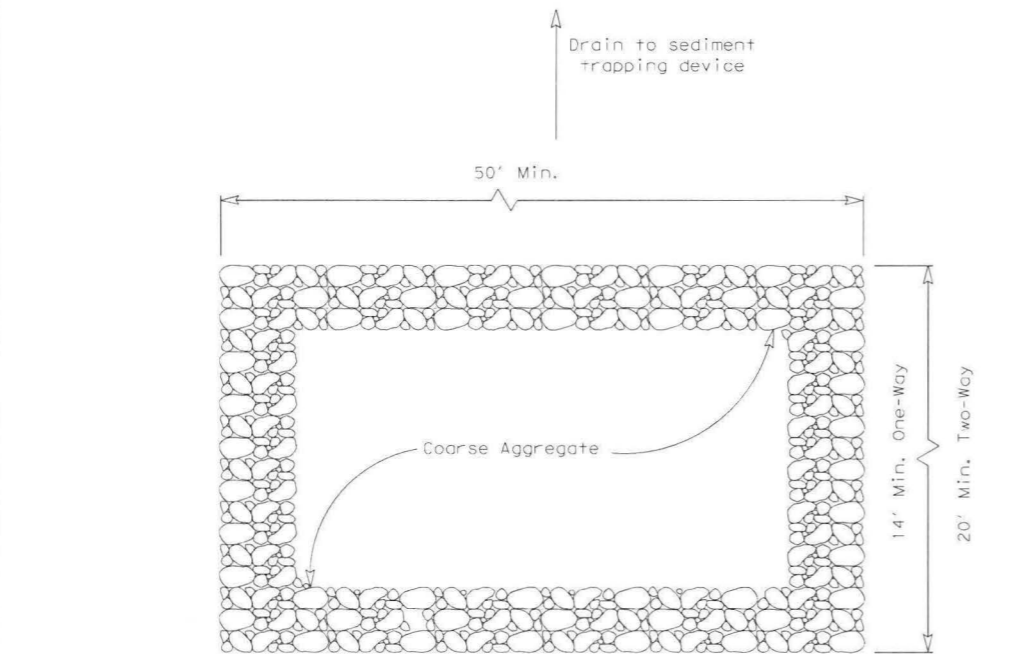 Drain to sediment
trapping device
50' Min.
Coarse Aggregate
14' Min. One-Way
20' Min. Two-Way